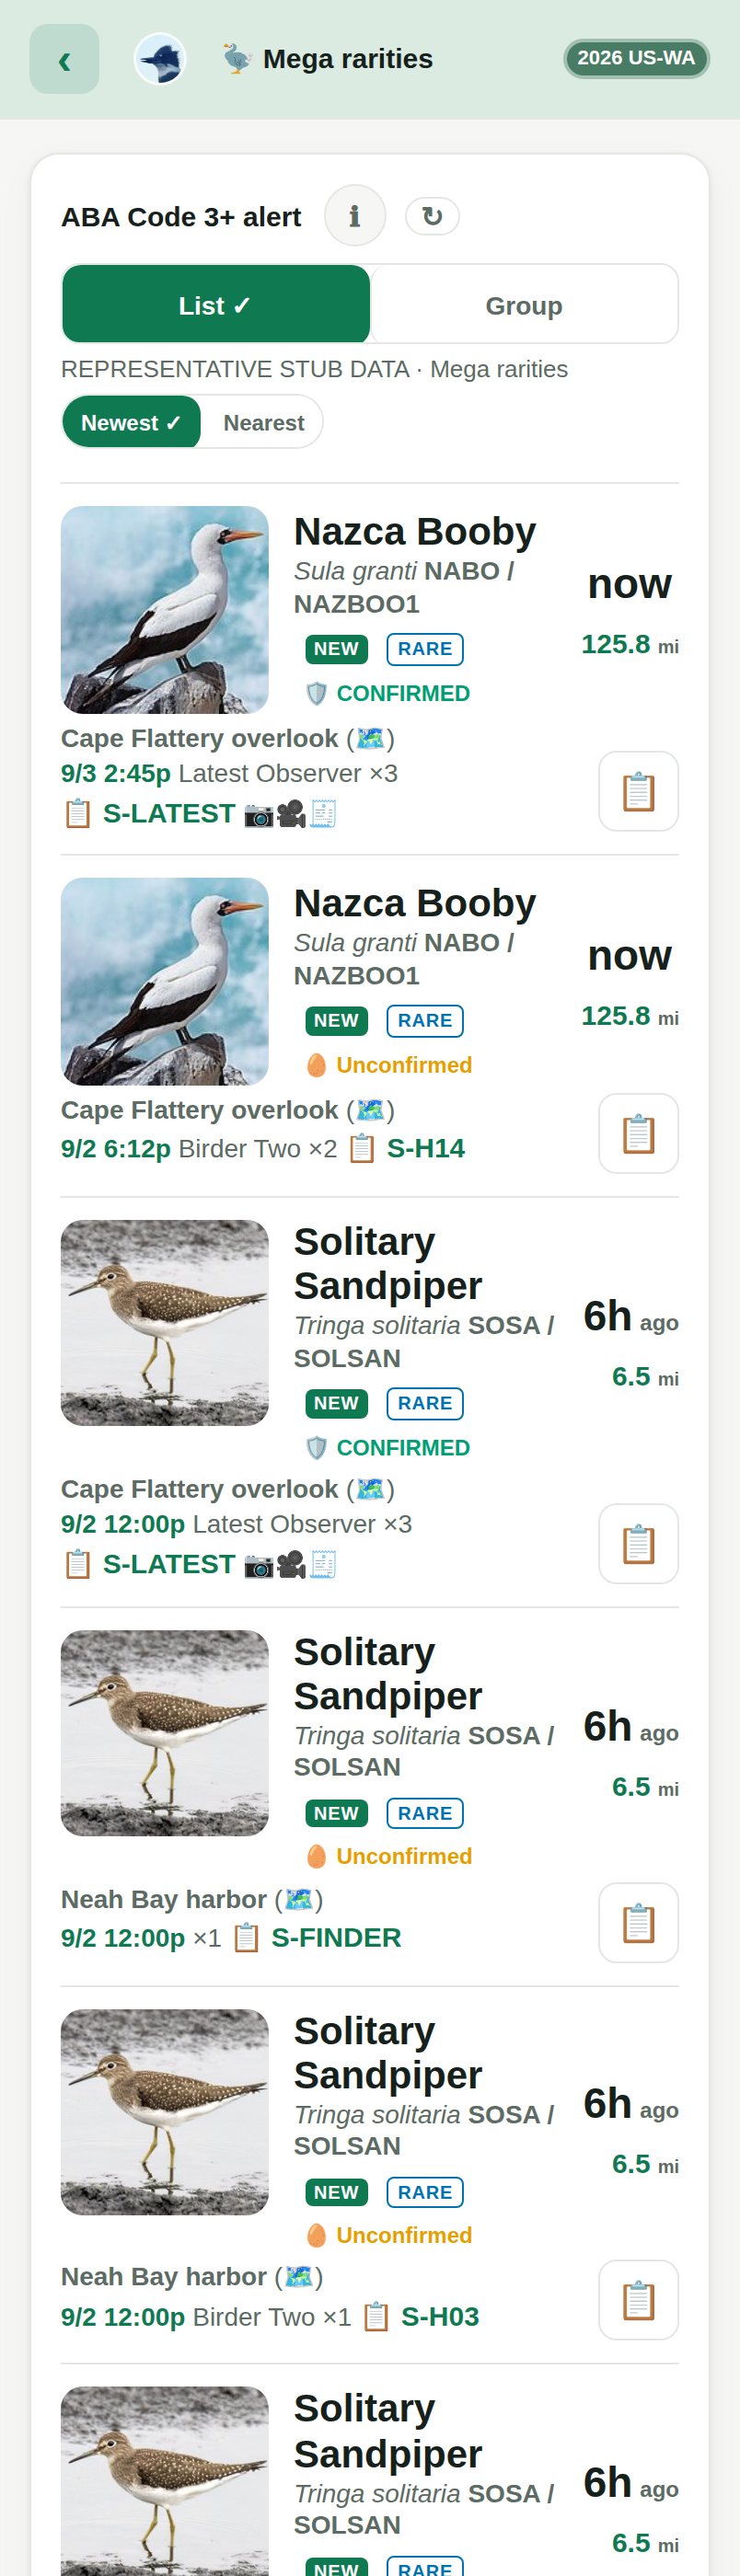 ‹ 🐦 Mega rarities 2026 US-WA
ABA Code 3+ alert ℹ ↻
List ✓ Group
REPRESENTATIVE STUB DATA · Mega rarities
Newest ✓ Nearest
Nazca Booby
Sula granti NABO /
NAZBOO1
now
125.8 mi
NEW RARE
🛡️ CONFIRMED
Cape Flattery overlook (🗺️)
9/3 2:45p Latest Observer ×3
📋 S-LATEST 📷🎥🧾
📋
Nazca Booby
Sula granti NABO /
NAZBOO1
now
125.8 mi
NEW RARE
🥚 Unconfirmed
Cape Flattery overlook (🗺️)
9/2 6:12p Birder Two ×2 📋 S-H14
📋
Solitary
Sandpiper
Tringa solitaria SOSA /
SOLSAN
6h ago
6.5 mi
NEW RARE
🛡️ CONFIRMED
Cape Flattery overlook (🗺️)
9/2 12:00p Latest Observer ×3
📋 S-LATEST 📷🎥🧾
📋
Solitary
Sandpiper
Tringa solitaria SOSA /
SOLSAN
6h ago
6.5 mi
NEW RARE
🥚 Unconfirmed
Neah Bay harbor (🗺️)
9/2 12:00p ×1 📋 S-FINDER
📋
Solitary
Sandpiper
Tringa solitaria SOSA /
SOLSAN
6h ago
6.5 mi
NEW RARE
🥚 Unconfirmed
Neah Bay harbor (🗺️)
9/2 12:00p Birder Two ×1 📋 S-H03
📋
Solitary
Sandpiper
Tringa solitaria SOSA /
SOLSAN
6h ago
6.5 mi
NEW RARE